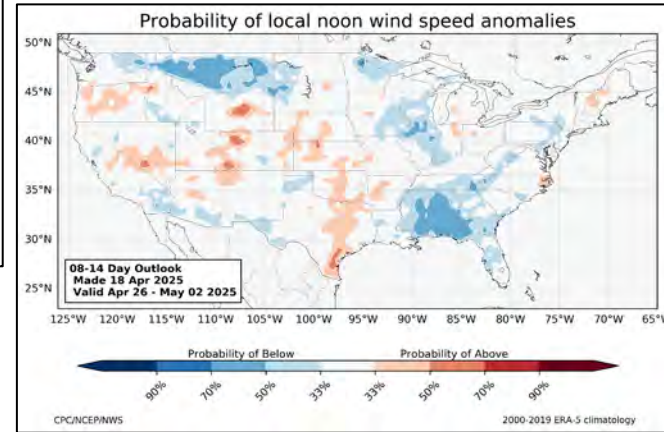 Probability of local noon wind speed anomalies
50°N
45°N
40°N
35°N
30°N
25°N
08-14 Day Outlook
Made 18 Apr 2025
Valid Apr 26 - May 02 2025
125°W 120°W 115°W 110°W 105°W 100°W 95°W 90°W 85°W 80°W 75°W 70°W 65°W
Probability of Below Probability of Above
90% 70% 50% 33% 33% 50% 70% 90%
CPC/NCEP/NWS 2000-2019 ERA-5 climatology